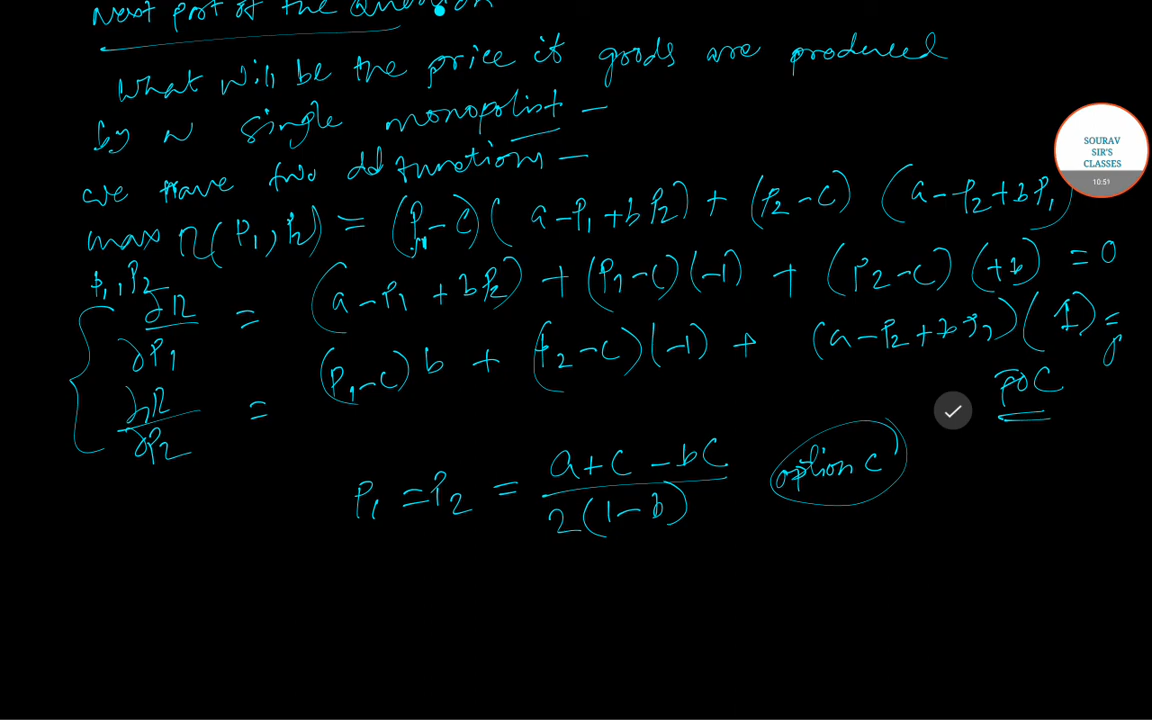 Next part of the Question
What will be the price if goods are produced
by a single monopolist —
we have two dd functions —
max π(P1, P2) = (P1 - C) (a - P1 + bP2) + (P2 - C) (a - P2 + bP1)
P1, P2
∂π/∂P1 = (a - P1 + bP2) + (P1 - C)(-1) + (P2 - C)(+b) = 0
∂π/∂P2 = (P1 - C) b + (P2 - C)(-1) + (a - P2 + bP1)(1) = 0
FOC
P1 = P2 = (a + C - bC) / 2(1 - b) option C
SOURAV
SIR'S
CLASSES
10:51